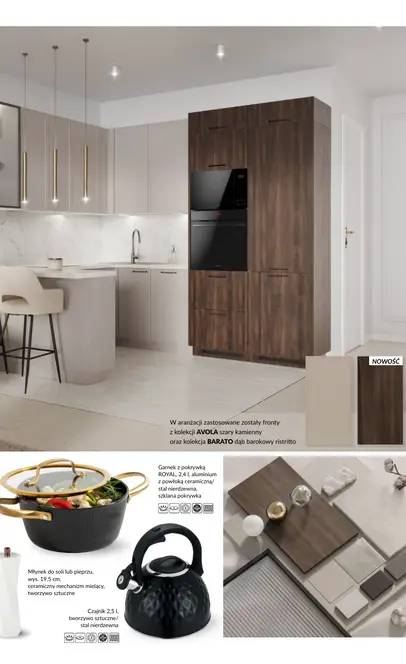 NOWOŚĆ
W aranżacji zastosowane zostały fronty
z kolekcji AVOLA szary kamienny
oraz kolekcja BARATO dąb barokowy ristritto
Garnek z pokrywką
ROYAL, 2,4 l, aluminium
z powłoką ceramiczną/
stal nierdzewna,
szklana pokrywka
Młynek do soli lub pieprzu,
wys. 19,5 cm,
ceramiczny mechanizm mielący,
tworzywo sztuczne
Czajnik 2,5 l,
tworzywo sztuczne/
stal nierdzewna